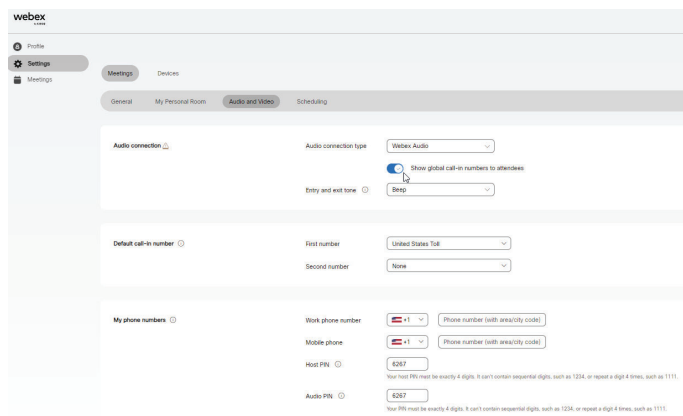 webex
Profile
Settings
Meetings
Meetings Devices
General My Personal Room Audio and Video Scheduling
Audio connection Audio connection type Webex Audio
Show global call-in numbers to attendees
Entry and exit tone Beep
Default call-in number First number United States Toll
Second number None
My phone numbers Work phone number +1 Phone number (with area/city code)
Mobile phone +1 Phone number (with area/city code)
Host PIN 6267
Your host PIN must be exactly 4 digits. It can't contain sequential digits, such as 1234, or repeat a digit 4 times, such as 1111.
Audio PIN 6267
Your PIN must be exactly 4 digits. It can't contain sequential digits, such as 1234, or repeat a digit 4 times, such as 1111.